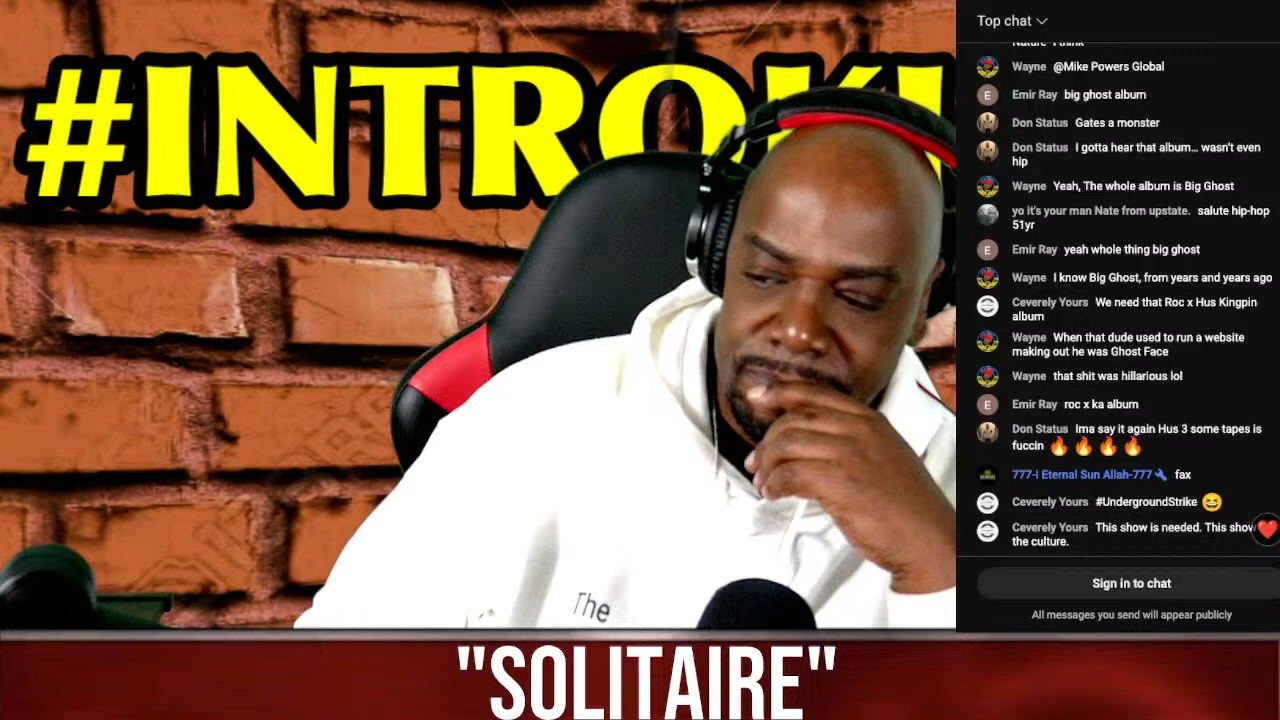 #INTROK
The
"SOLITAIRE"
Top chat
Nature I think
Wayne @Mike Powers Global
E
Emir Ray big ghost album
Don Status Gates a monster
Don Status I gotta hear that album... wasn't even
hip
Wayne Yeah, The whole album is Big Ghost
yo it's your man Nate from upstate. salute hip-hop
51yr
E
Emir Ray yeah whole thing big ghost
Wayne I know Big Ghost, from years and years ago
Ceverely Yours We need that Roc x Hus Kingpin
album
Wayne When that dude used to run a website
making out he was Ghost Face
Wayne that shit was hillarious lol
E
Emir Ray roc x ka album
Don Status Ima say it again Hus 3 some tapes is
fuccin 🔥🔥🔥🔥
777-I Eternal Sun Allah-777 fax
Ceverely Yours #UndergroundStrike 😆
Ceverely Yours This show is needed. This show
the culture.
Sign in to chat
All messages you send will appear publicly